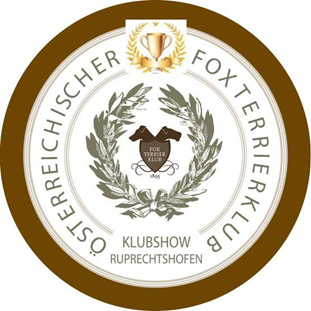 ÖSTERREICHISCHER FOXTERRIERKLUB
FOX
TERRIER
KLUB
1895
KLUBSHOW
RUPRECHTSHOFEN